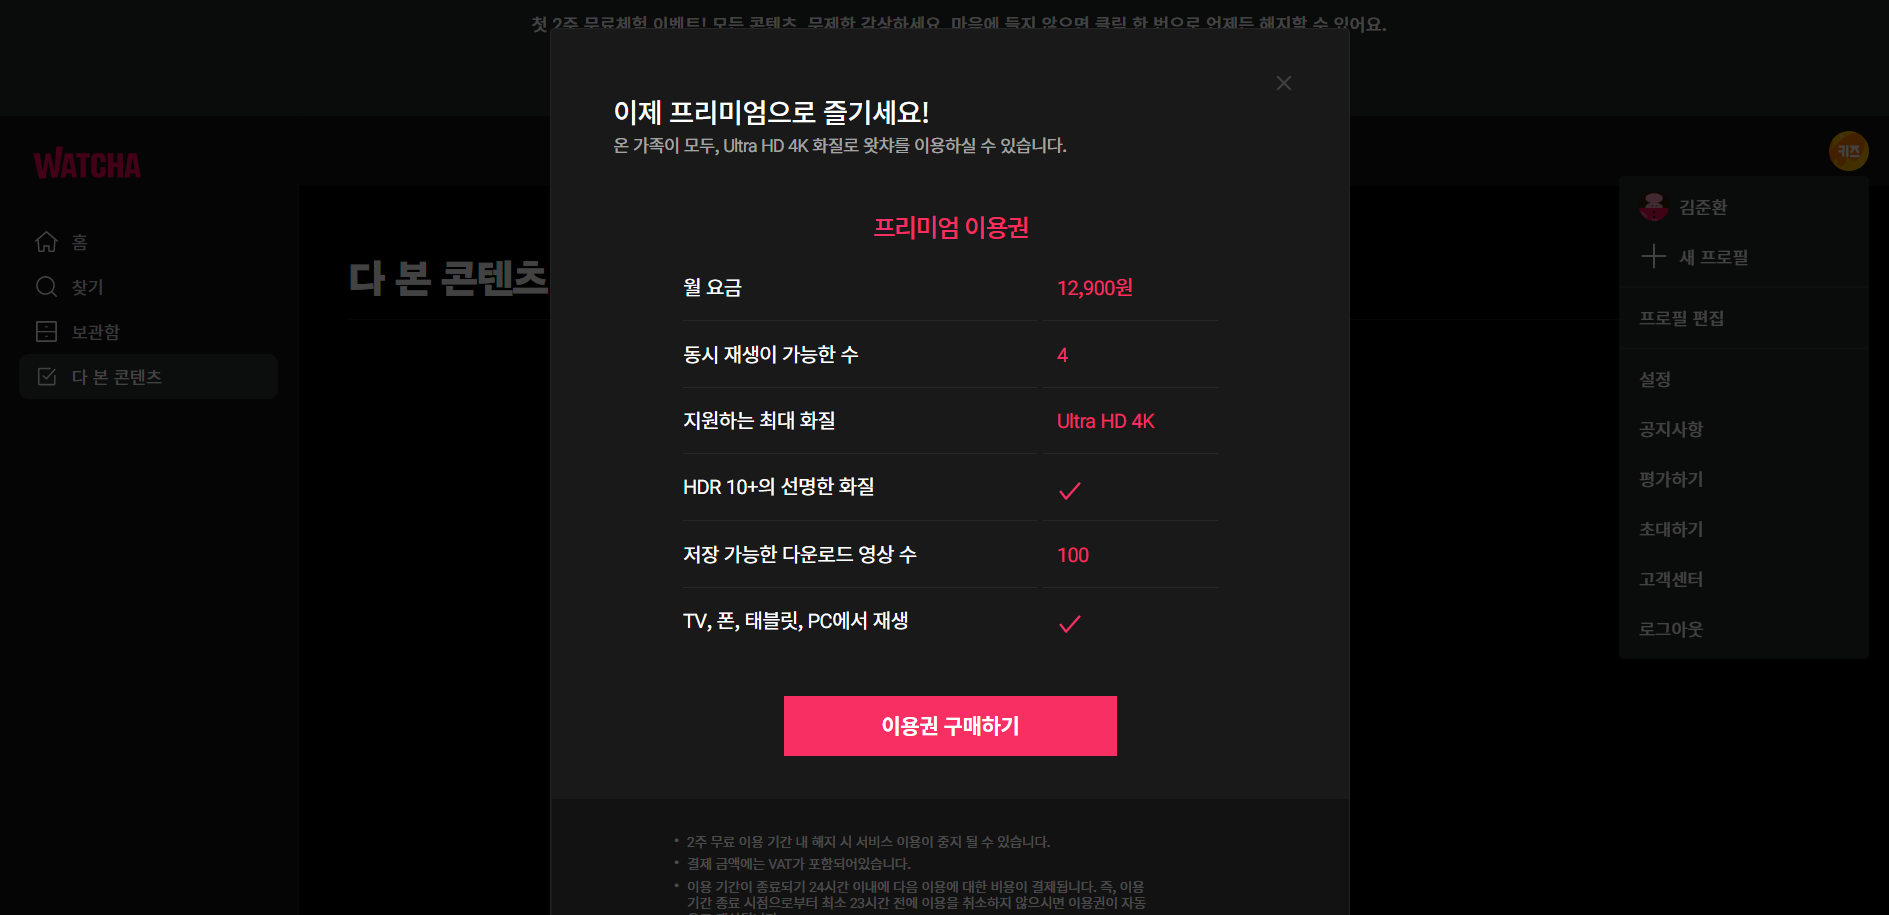 첫 2주 무료체험 이벤트! 모든 콘텐츠, 무제한 감상하세요. 마음에 들지 않으면 클릭 한 번으로 언제든 해지할 수 있어요.
이제 프리미엄으로 즐기세요!
온 가족이 모두, Ultra HD 4K 화질로 왓챠를 이용하실 수 있습니다.
WATCHA
키즈
홈
찾기
보관함
다 본 콘텐츠
다 본 콘텐츠
프리미엄 이용권
월 요금 12,900원
동시 재생이 가능한 수 4
지원하는 최대 화질 Ultra HD 4K
HDR 10+의 선명한 화질
저장 가능한 다운로드 영상 수 100
TV, 폰, 태블릿, PC에서 재생
이용권 구매하기
• 2주 무료 이용 기간 내 해지 시 서비스 이용이 중지 될 수 있습니다.
• 결제 금액에는 VAT가 포함되어있습니다.
• 이용 기간이 종료되기 24시간 이내에 다음 이용에 대한 비용이 결제됩니다. 즉, 이용
기간 종료 시점으로부터 최소 23시간 전에 이용을 취소하지 않으시면 이용권이 자동
김준환
새 프로필
프로필 편집
설정
공지사항
평가하기
초대하기
고객센터
로그아웃